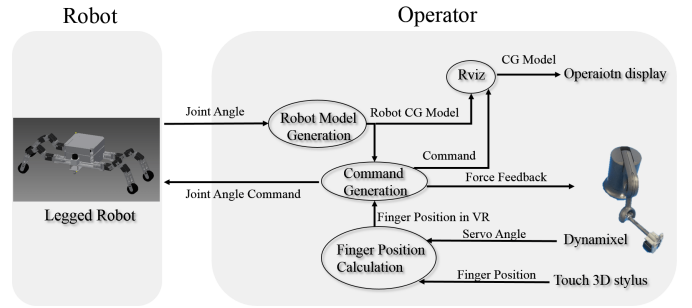 Robot
Operator
CG Model
Rviz
Operaiotn display
Joint Angle
Robot Model
Generation
Robot CG Model
Command
Command
Generation
Force Feedback
Joint Angle Command
Legged Robot
Finger Position in VR
Servo Angle
Dynamixel
Finger Position
Calculation
Finger Position
Touch 3D stylus